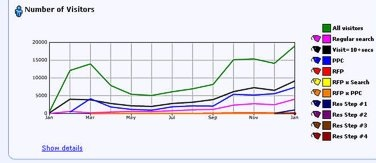 Number of Visitors
20000
15000
10000
5000
0
Jan
Mar
May
Jul
Sep
Nov
Jan
All visitors
Regular search
Visit=10+secs
PPC
RFP
RFP x Search
RFP x PPC
Res Step #1
Res Step #2
Res Step #3
Res Step #4
Show details